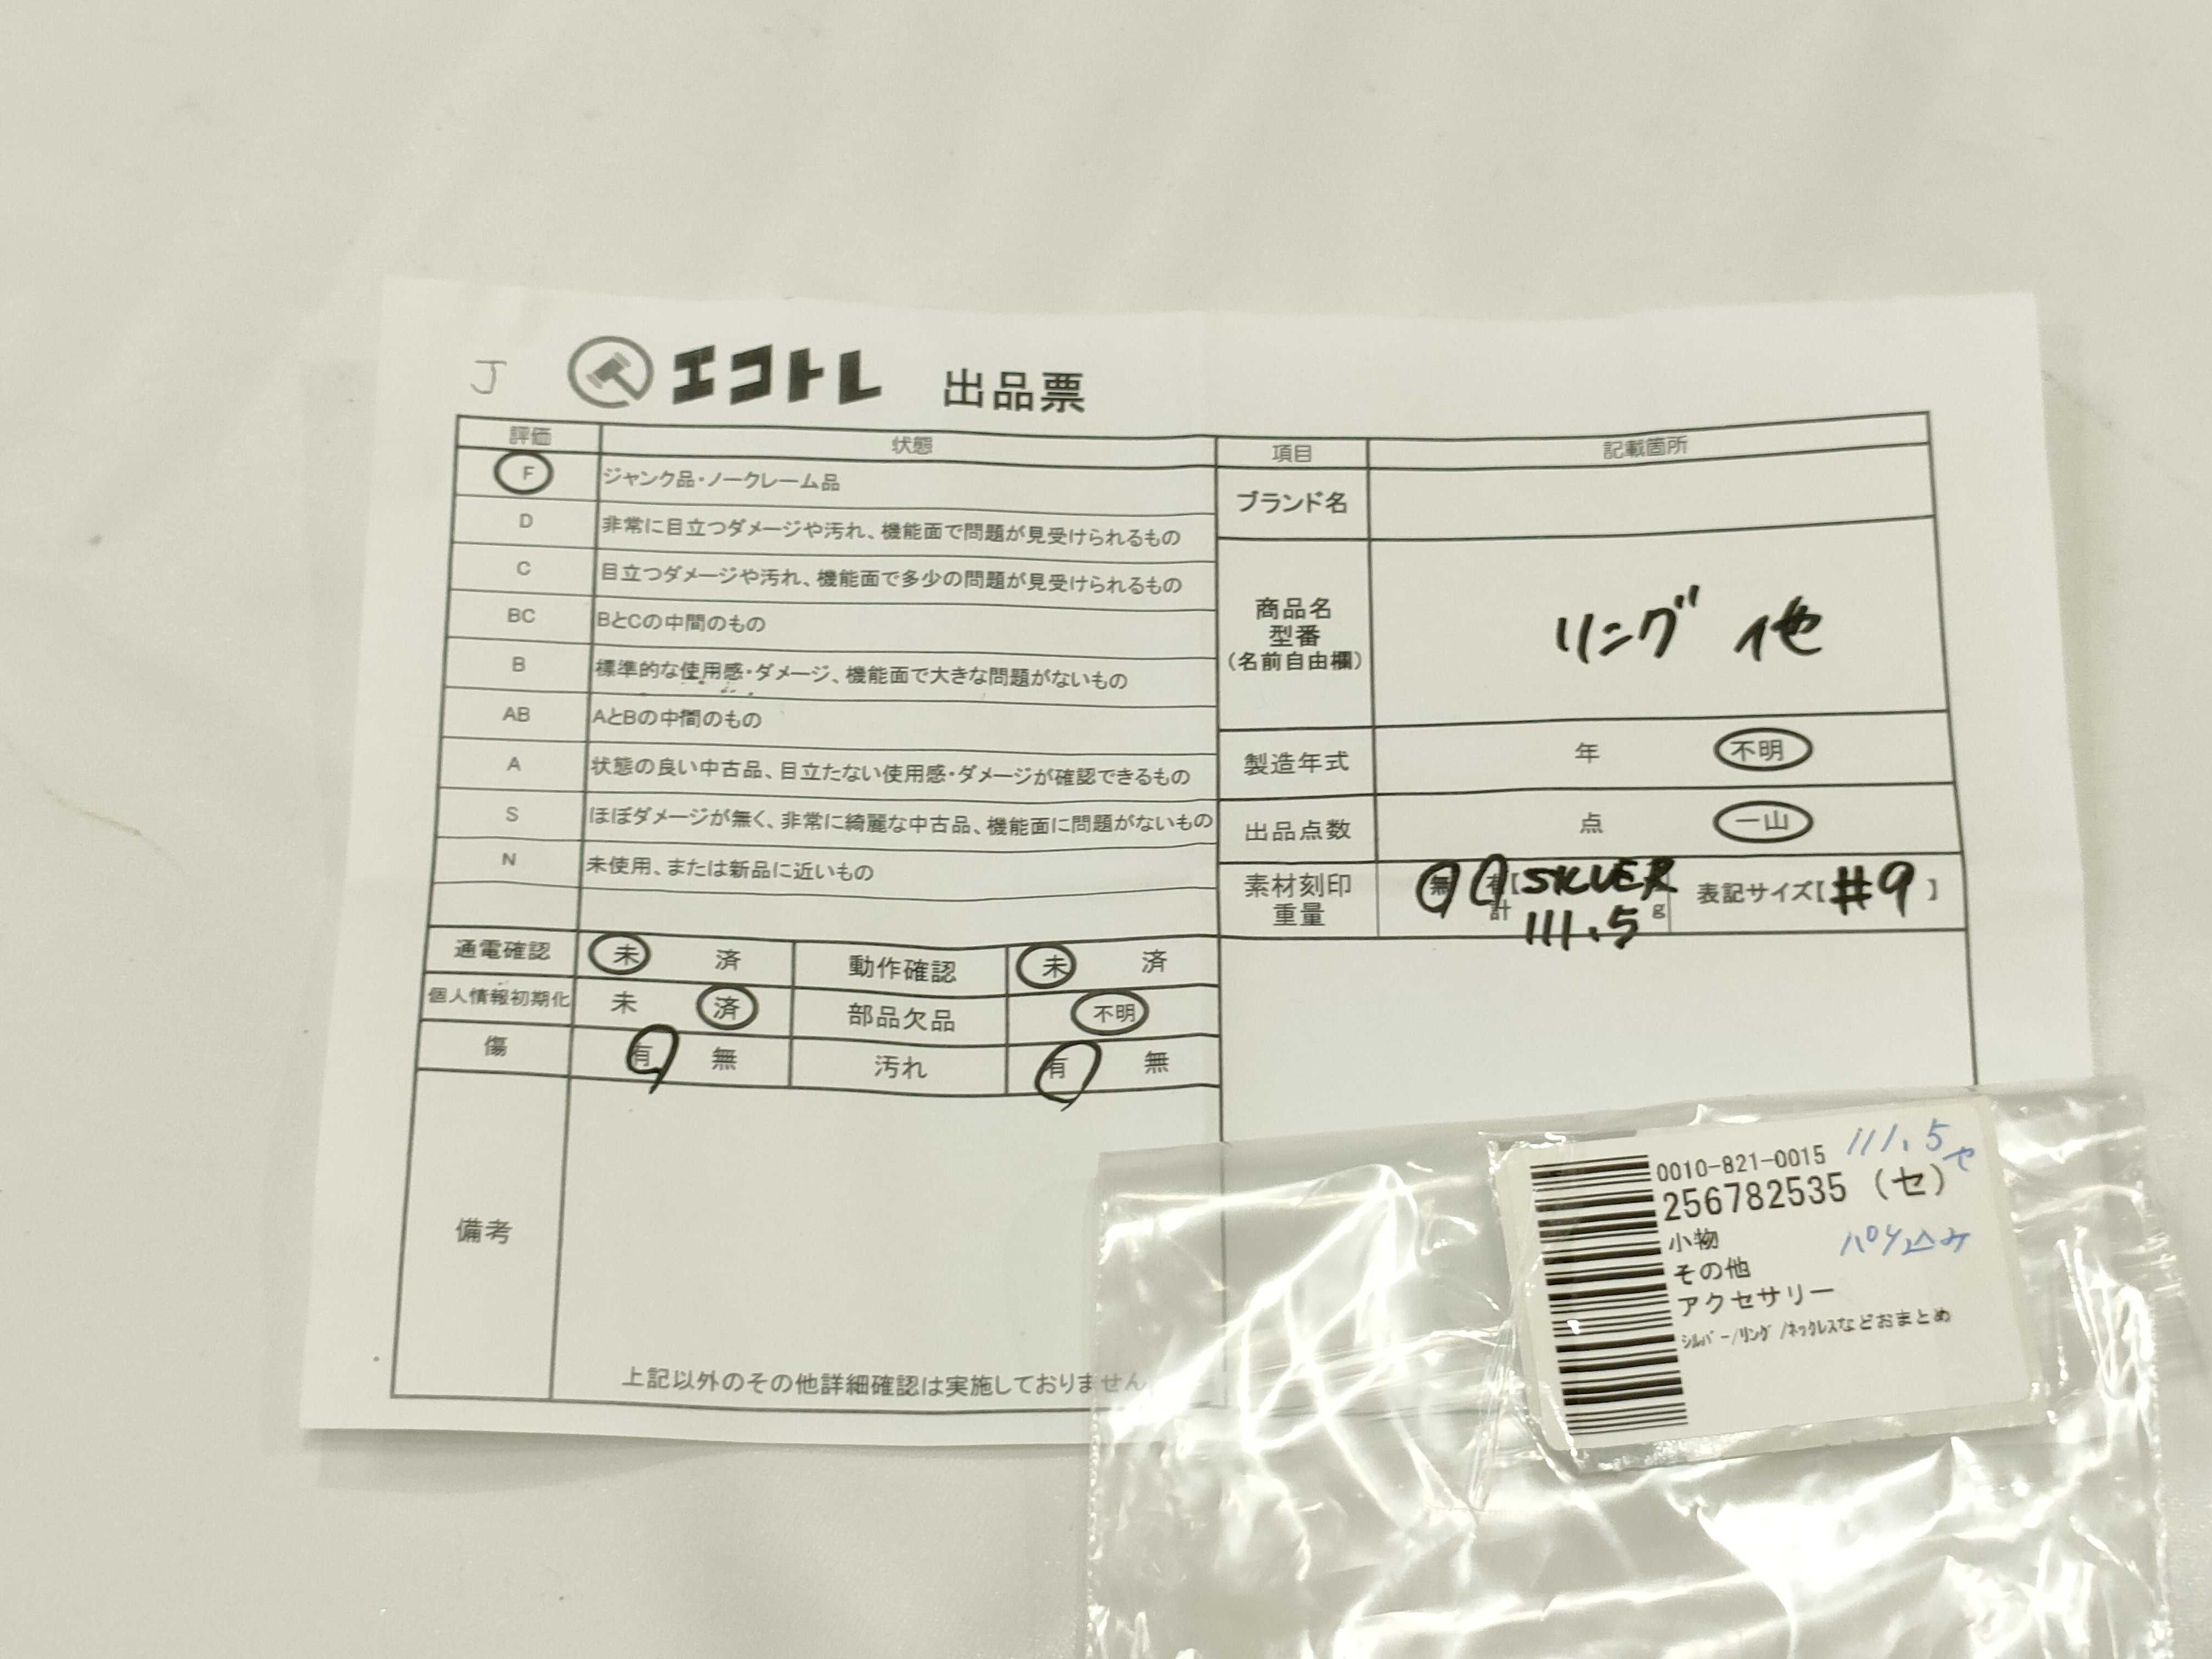 J
エコトレ 出品票
評価 状態
F ジャンク品・ノークレーム品
D 非常に目立つダメージや汚れ、機能面で問題が見受けられるもの
C 目立つダメージや汚れ、機能面で多少の問題が見受けられるもの
BC BとCの中間のもの
B 標準的な使用感・ダメージ、機能面で大きな問題がないもの
AB AとBの中間のもの
A 状態の良い中古品、目立たない使用感・ダメージが確認できるもの
S ほぼダメージが無く、非常に綺麗な中古品、機能面に問題がないもの
N 未使用、または新品に近いもの
通電確認 未 済 動作確認 未 済
個人情報初期化 未 済 部品欠品 不明
傷 有 無 汚れ 有 無
備考
上記以外のその他詳細確認は実施しておりません
項目 記載箇所
ブランド名
商品名
型番
(名前自由欄)
リング 他
製造年式 年 不明
出品点数 点 一山
素材刻印 無 有【SILVER
重量 計 111.5 g
表記サイズ【#9】
0010-821-0015 111.5
256782535 (セ)
小物
その他
アクセサリー
シルバー/リング/ネックレスなどおまとめ